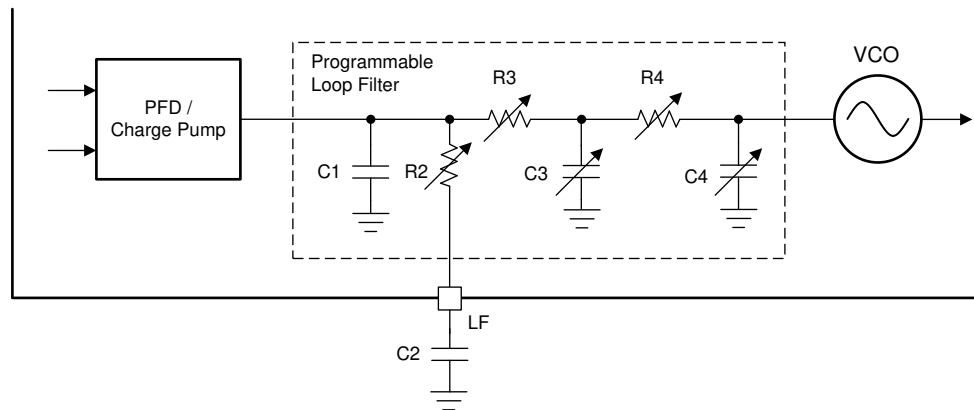 Programmable
Loop Filter
VCO
R3
R4
PFD /
Charge Pump
C1
R2
C3
C4
LF
C2